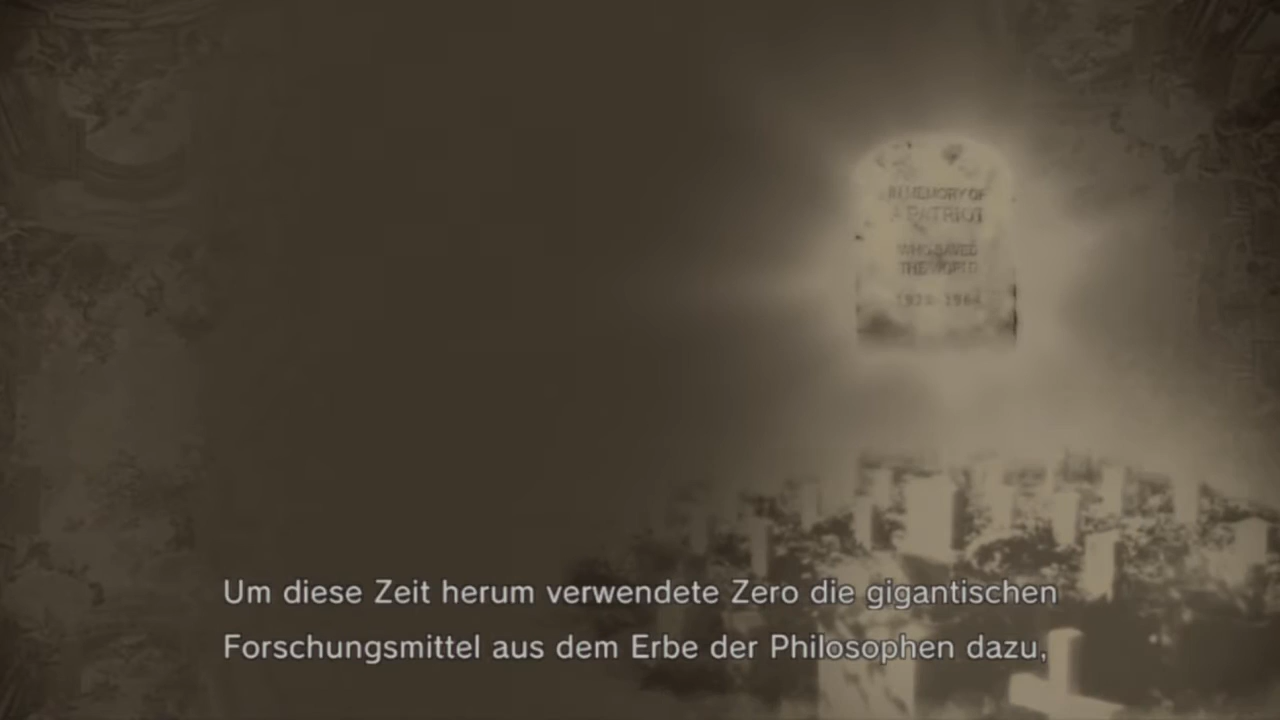 IN MEMORY OF
A PATRIOT
WHO SAVED
THE WORLD
Um diese Zeit herum verwendete Zero die gigantischen
Forschungsmittel aus dem Erbe der Philosophen dazu,